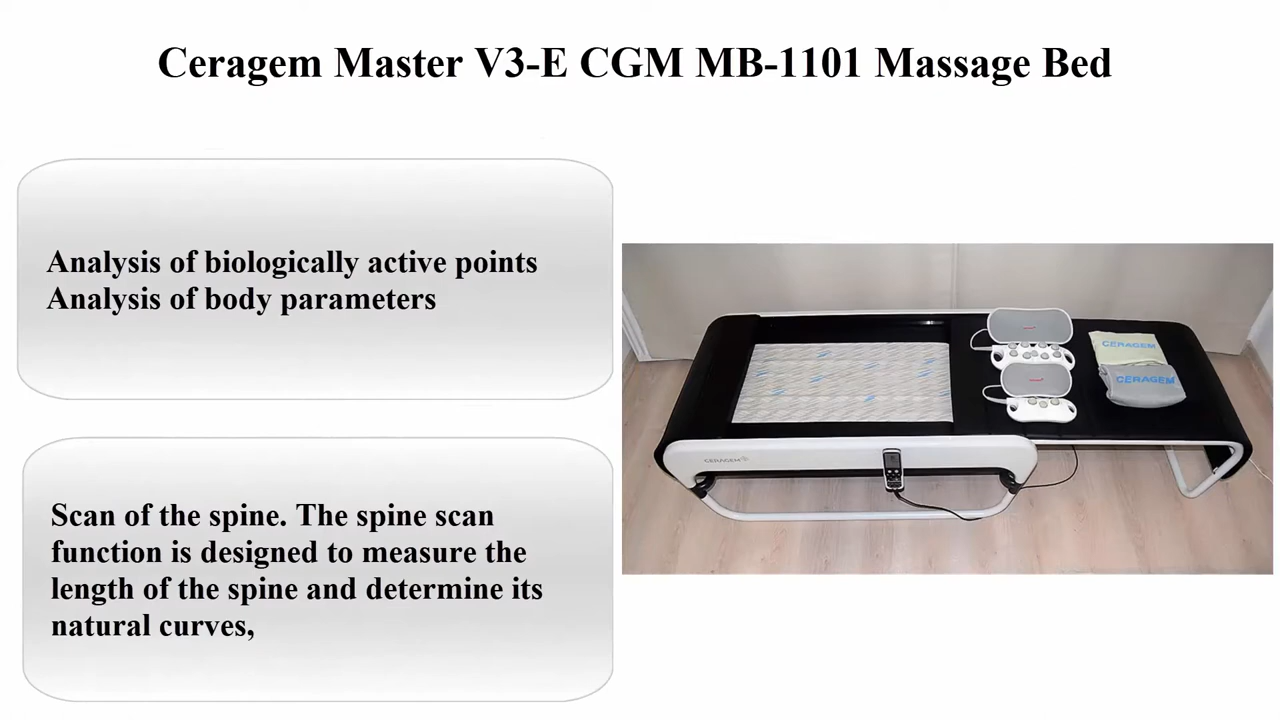 Ceragem Master V3-E CGM MB-1101 Massage Bed
Analysis of biologically active points
Analysis of body parameters
Scan of the spine. The spine scan
function is designed to measure the
length of the spine and determine its
natural curves,
CERAGEM
CERAGEM
CERAGEM